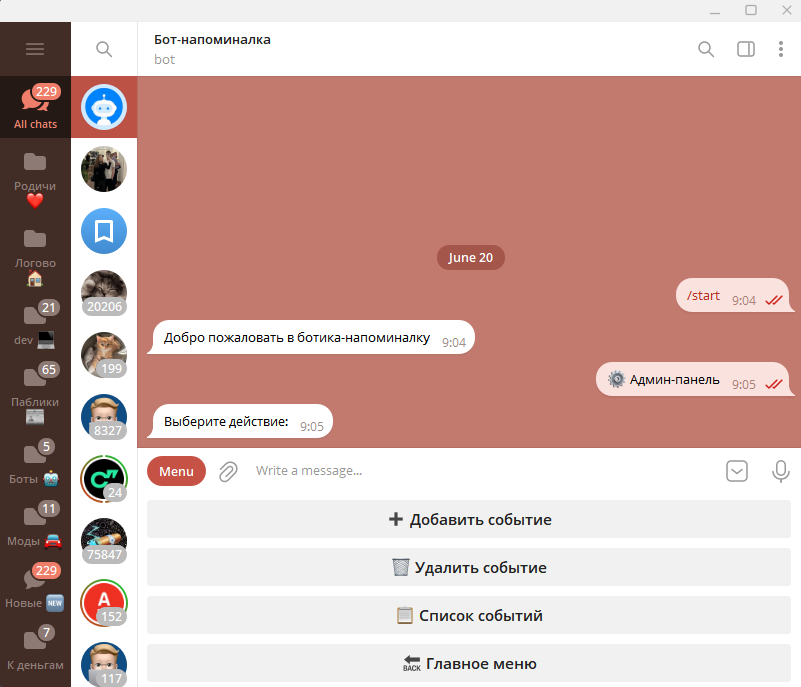 Бот-напоминалка
bot
229
All chats
Родичи
❤️
Логово
🏠
21
dev 💻
65
Паблики
📰
5
Боты 🤖
11
Моды 🚘
229
Новые 🆕
7
К деньгам
20206
199
8327
24
75847
A
152
117
June 20
/start 9:04
Добро пожаловать в ботика-напоминалку 9:04
⚙️ Админ-панель 9:05
Выберите действие: 9:05
Menu
Write a message...
➕ Добавить событие
🗑️ Удалить событие
📋 Список событий
🔙 Главное меню